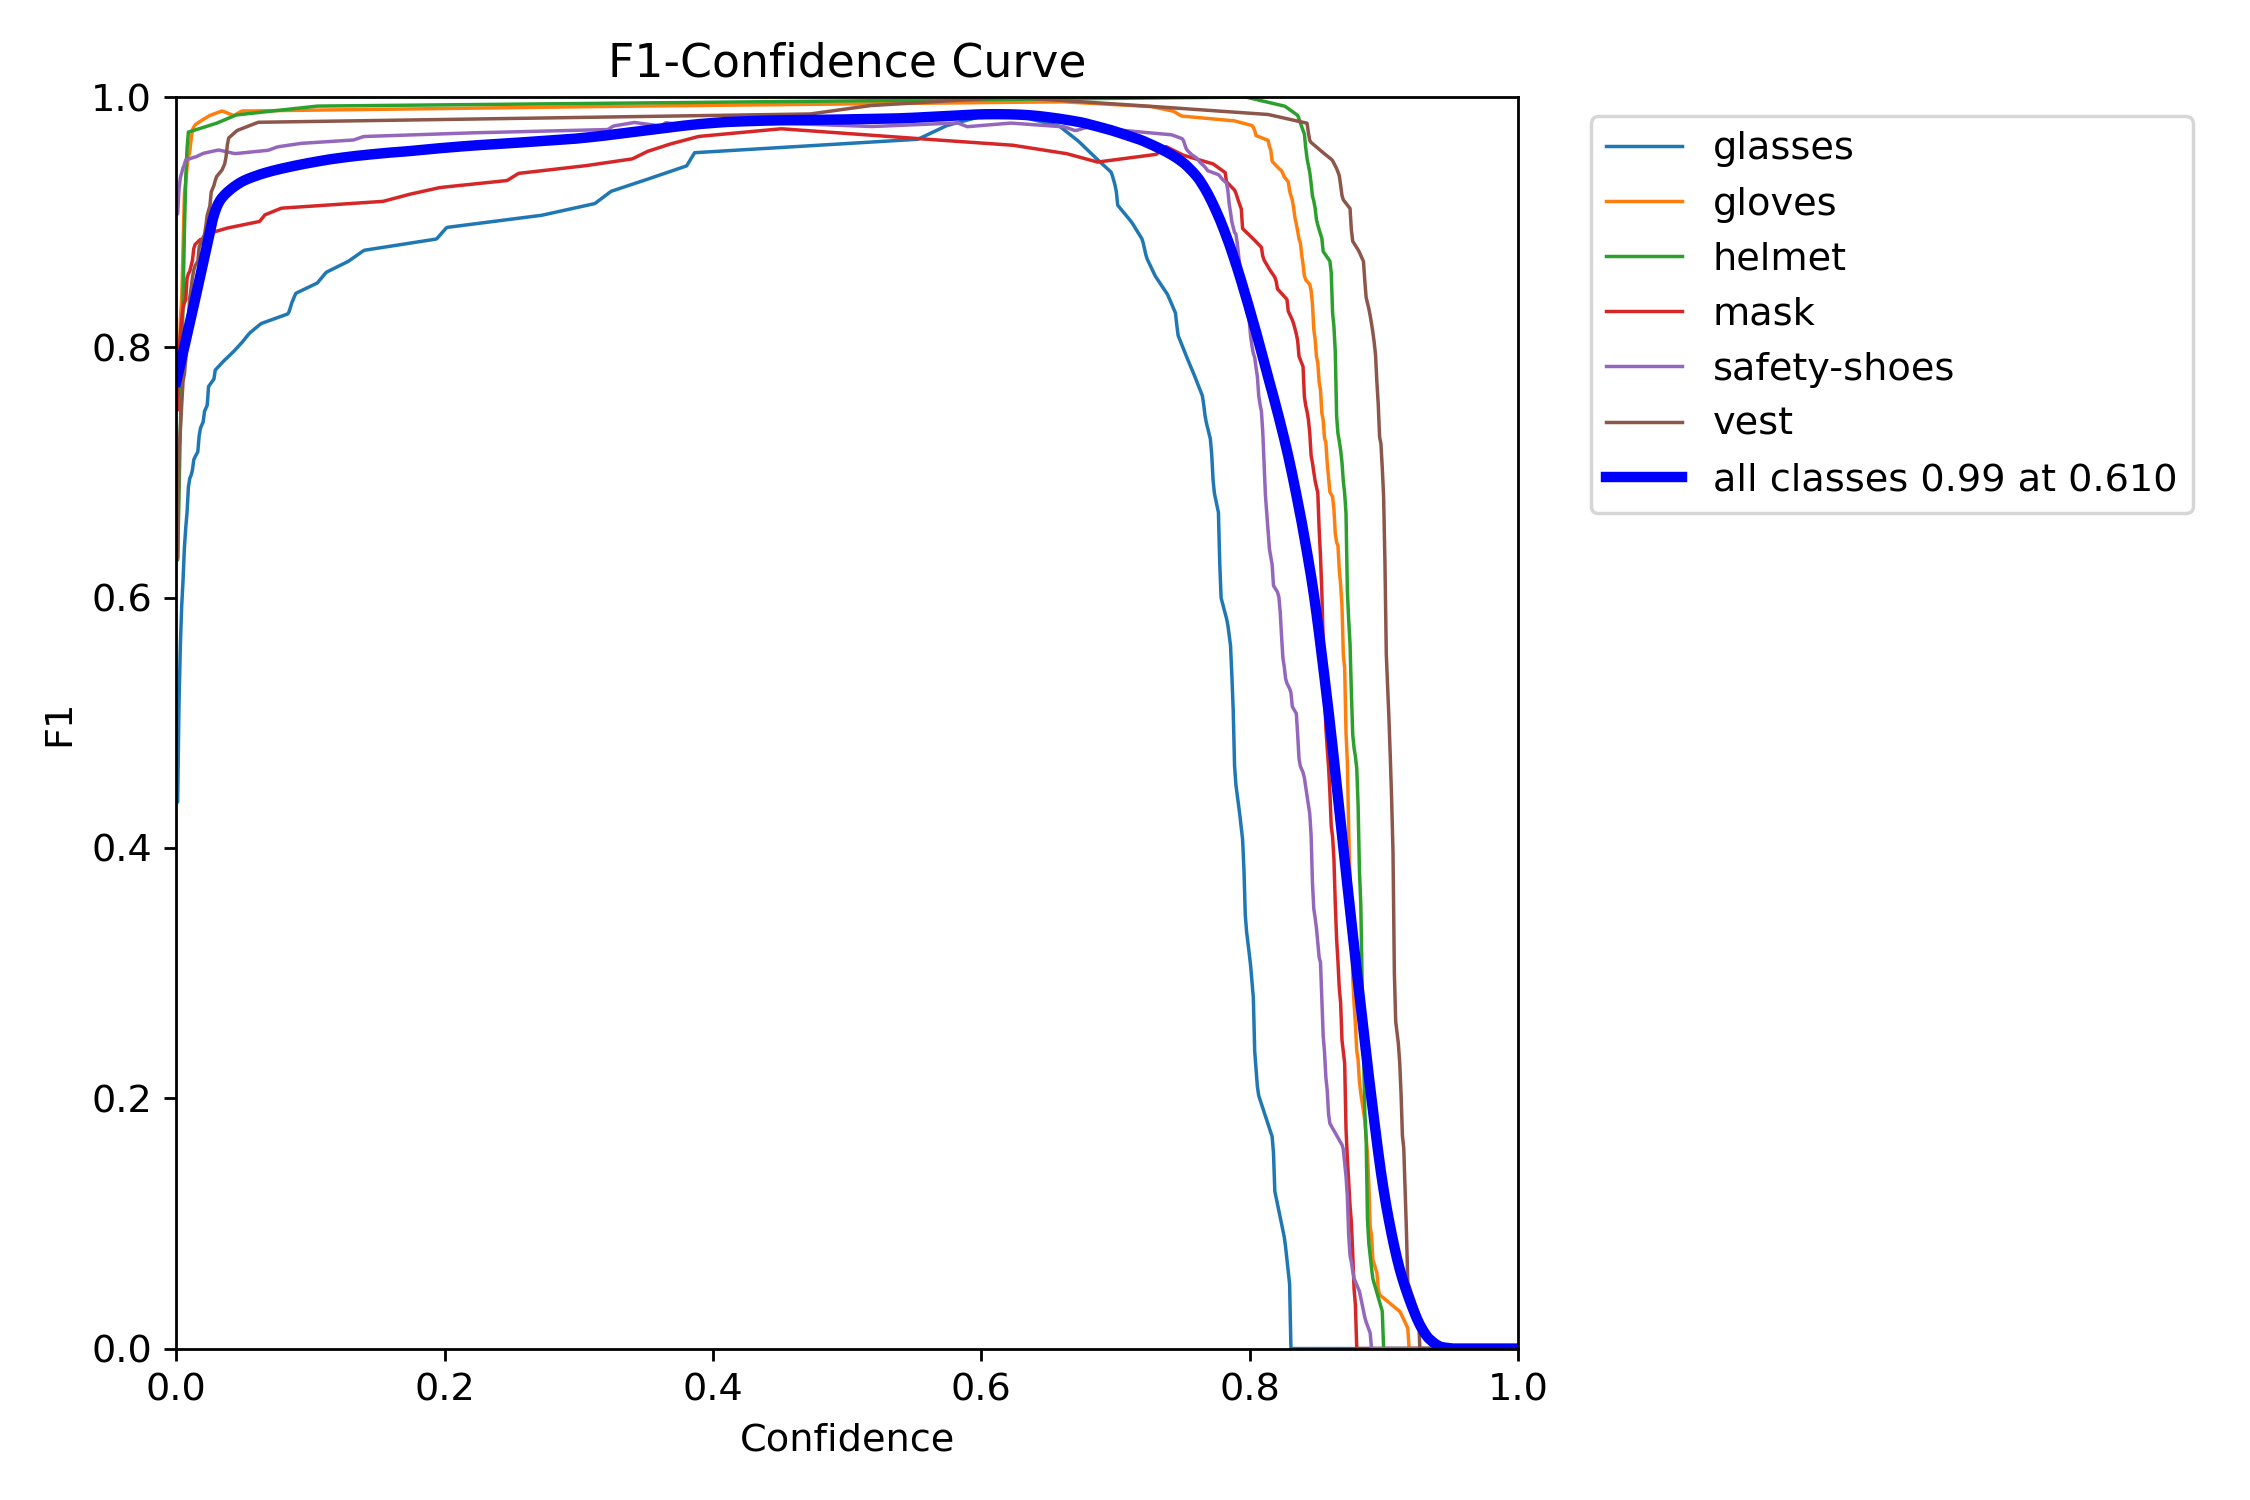 F1-Confidence Curve
1.0
0.8
0.6
0.4
0.2
0.0
F1
0.0 0.2 0.4 0.6 0.8 1.0
Confidence
glasses
gloves
helmet
mask
safety-shoes
vest
all classes 0.99 at 0.610